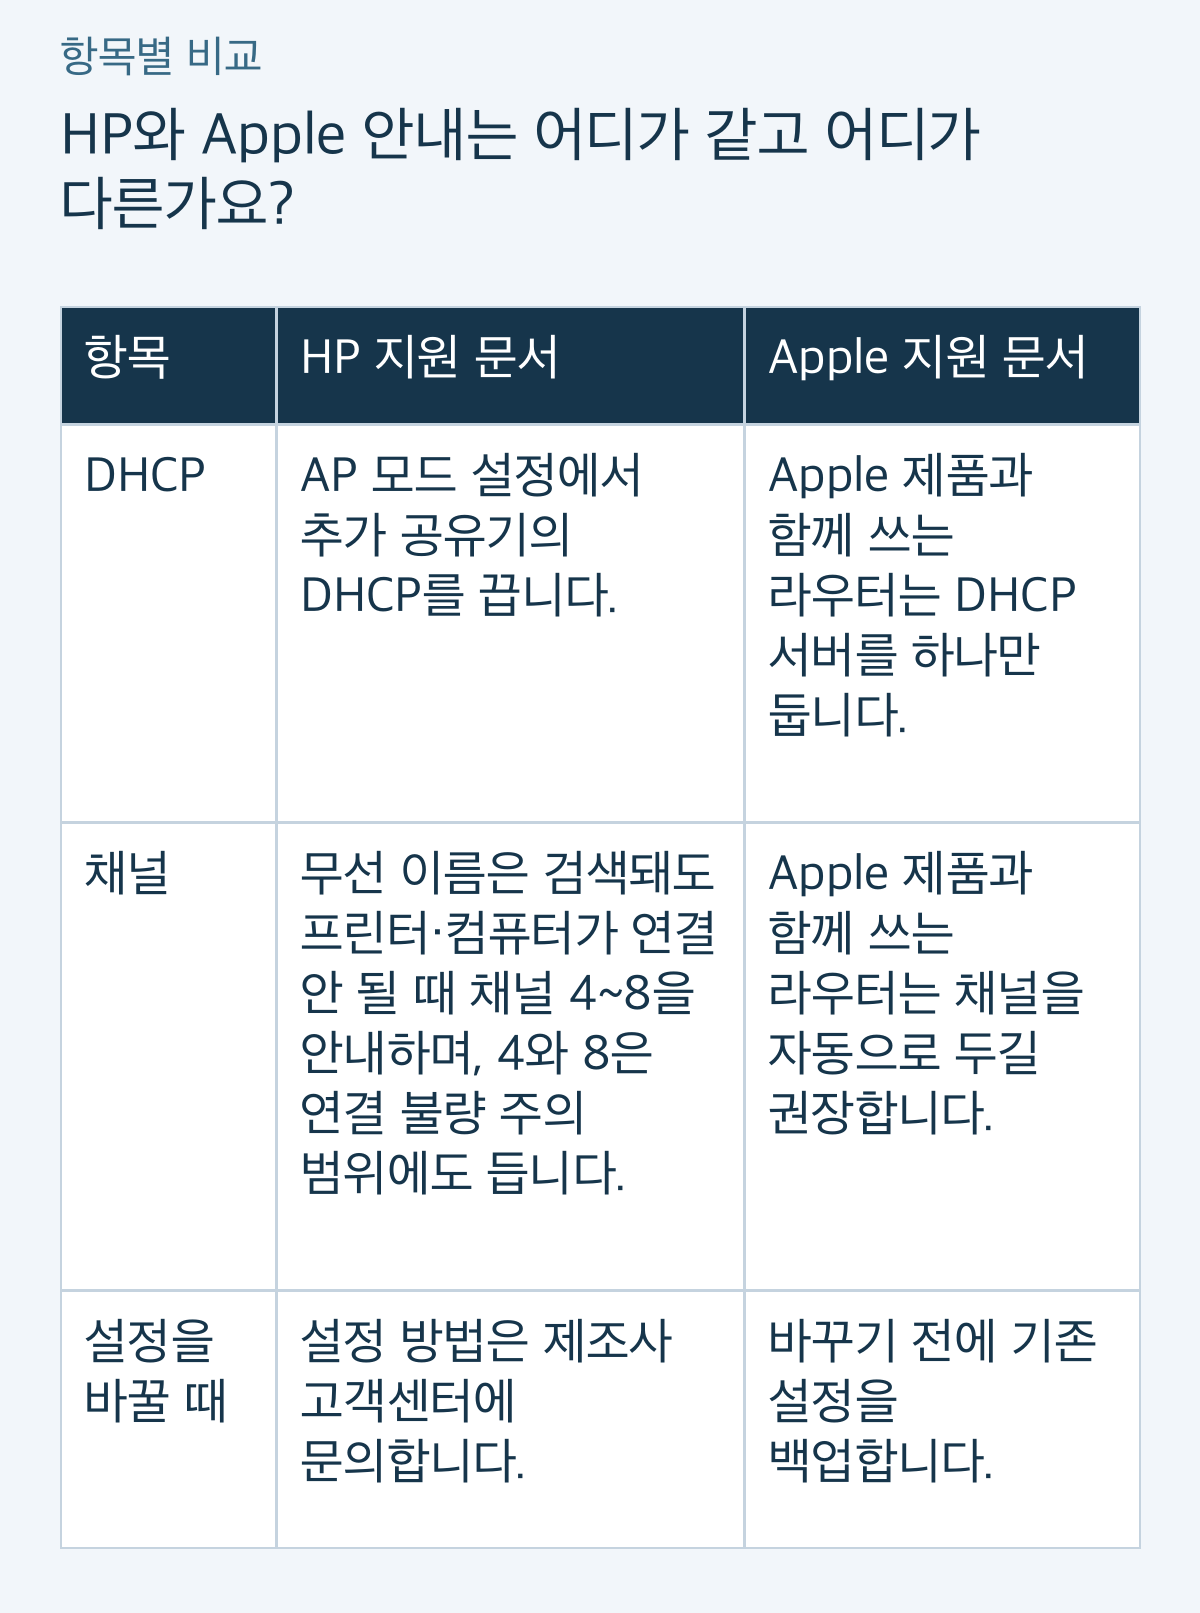 항목별 비교
HP와 Apple 안내는 어디가 같고 어디가
다른가요?
항목
HP 지원 문서
Apple 지원 문서
DHCP
AP 모드 설정에서
추가 공유기의
DHCP를 끕니다.
Apple 제품과
함께 쓰는
라우터는 DHCP
서버를 하나만
둡니다.
채널
무선 이름은 검색돼도
프린터·컴퓨터가 연결
안 될 때 채널 4~8을
안내하며, 4와 8은
연결 불량 주의
범위에도 듭니다.
Apple 제품과
함께 쓰는
라우터는 채널을
자동으로 두길
권장합니다.
설정을
바꿀 때
설정 방법은 제조사
고객센터에
문의합니다.
바꾸기 전에 기존
설정을
백업합니다.